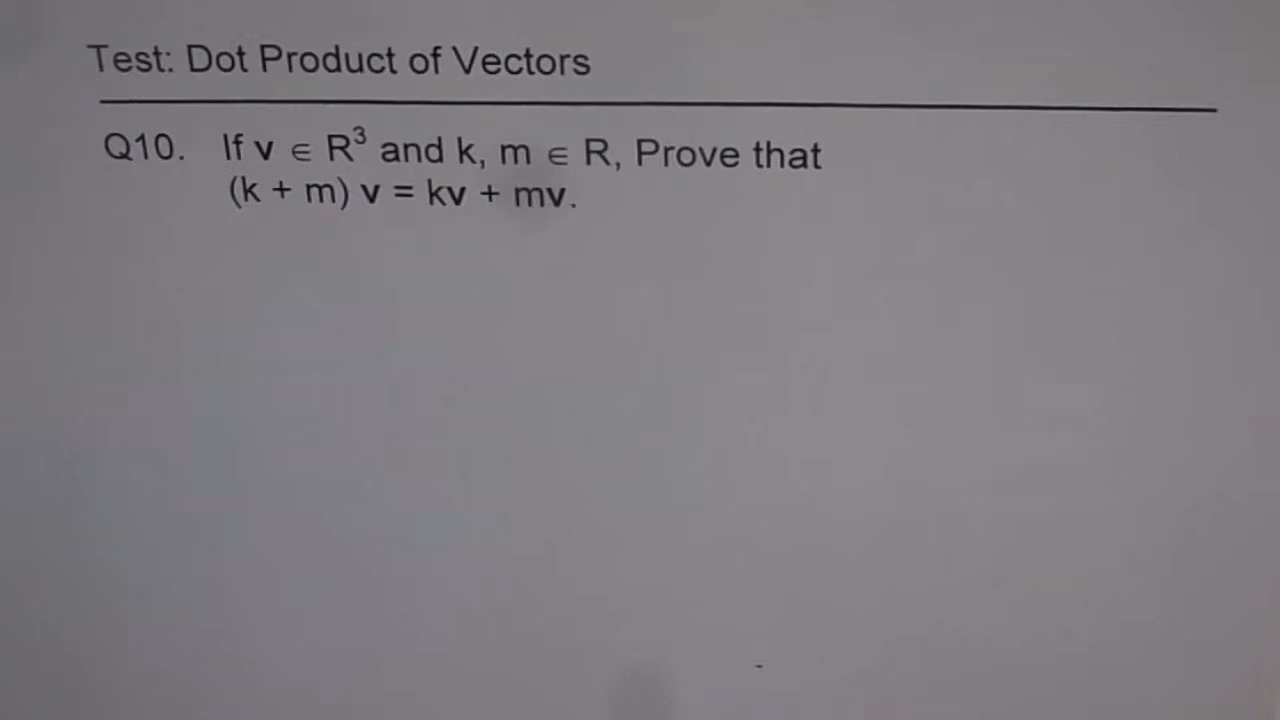 Test: Dot Product of Vectors
Q10. If v ∈ R³ and k, m ∈ R, Prove that
(k + m) v = kv + mv.